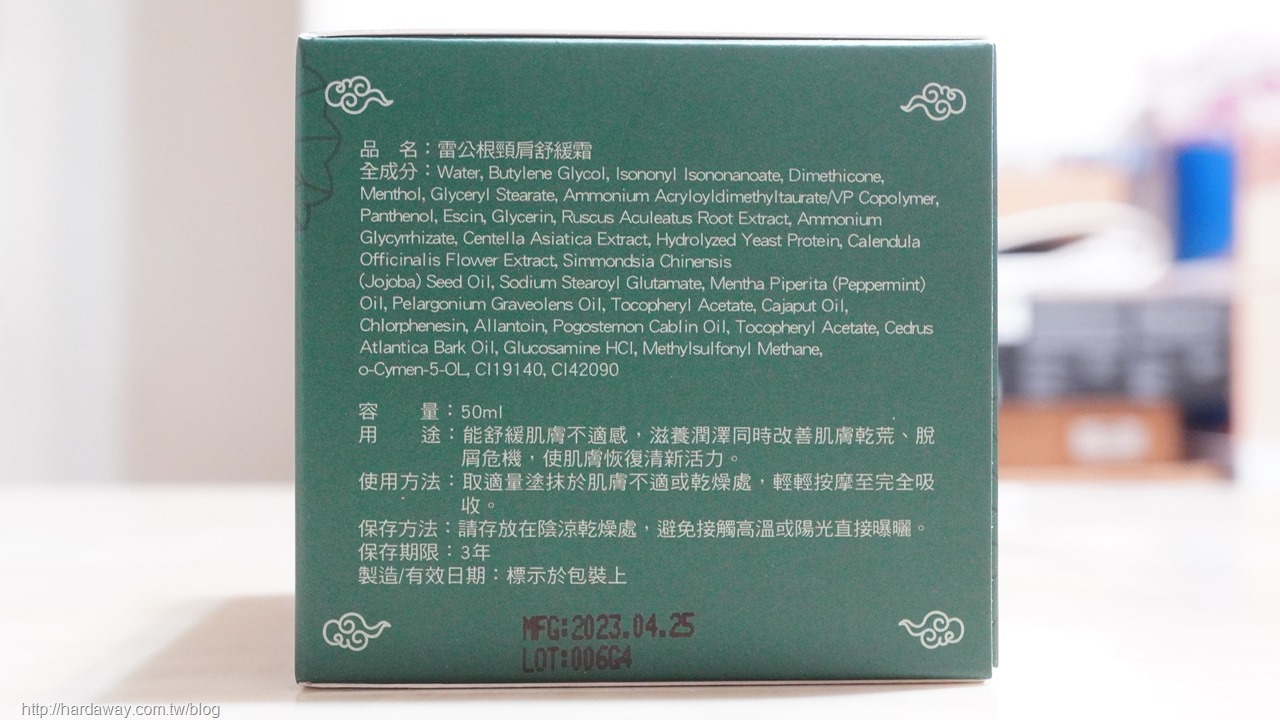 品　名：雷公根頸肩舒緩霜
全成分：Water, Butylene Glycol, Isononyl Isononanoate, Dimethicone,
Menthol, Glyceryl Stearate, Ammonium Acryloyldimethyltaurate/VP Copolymer,
Panthenol, Escin, Glycerin, Ruscus Aculeatus Root Extract, Ammonium
Glycyrrhizate, Centella Asiatica Extract, Hydrolyzed Yeast Protein, Calendula
Officinalis Flower Extract, Simmondsia Chinensis
(Jojoba) Seed Oil, Sodium Stearoyl Glutamate, Mentha Piperita (Peppermint)
Oil, Pelargonium Graveolens Oil, Tocopheryl Acetate, Cajaput Oil,
Chlorphenesin, Allantoin, Pogostemon Cablin Oil, Tocopheryl Acetate, Cedrus
Atlantica Bark Oil, Glucosamine HCl, Methylsulfonyl Methane,
o-Cymen-5-OL, CI19140, CI42090
容　　量：50ml
用　　途：能舒緩肌膚不適感，滋養潤澤同時改善肌膚乾荒、脫
屑危機，使肌膚恢復清新活力。
使用方法：取適量塗抹於肌膚不適或乾燥處，輕輕按摩至完全吸
收。
保存方法：請存放在陰涼乾燥處，避免接觸高溫或陽光直接曝曬。
保存期限：3年
製造/有效日期：標示於包裝上
MFG:2023.04.25
LOT:006G4
http://hardaway.com.tw/blog